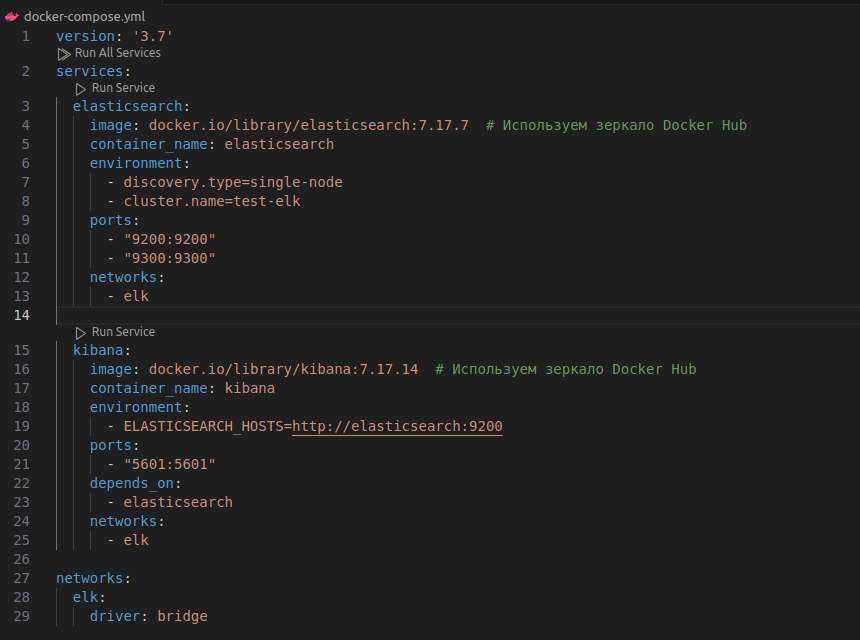 docker-compose.yml
1 version: '3.7'
Run All Services
2 services:
Run Service
3 elasticsearch:
4 image: docker.io/library/elasticsearch:7.17.7 # Используем зеркало Docker Hub
5 container_name: elasticsearch
6 environment:
7 - discovery.type=single-node
8 - cluster.name=test-elk
9 ports:
10 - "9200:9200"
11 - "9300:9300"
12 networks:
13 - elk
14
Run Service
15 kibana:
16 image: docker.io/library/kibana:7.17.14 # Используем зеркало Docker Hub
17 container_name: kibana
18 environment:
19 - ELASTICSEARCH_HOSTS=http://elasticsearch:9200
20 ports:
21 - "5601:5601"
22 depends_on:
23 - elasticsearch
24 networks:
25 - elk
26
27 networks:
28 elk:
29 driver: bridge